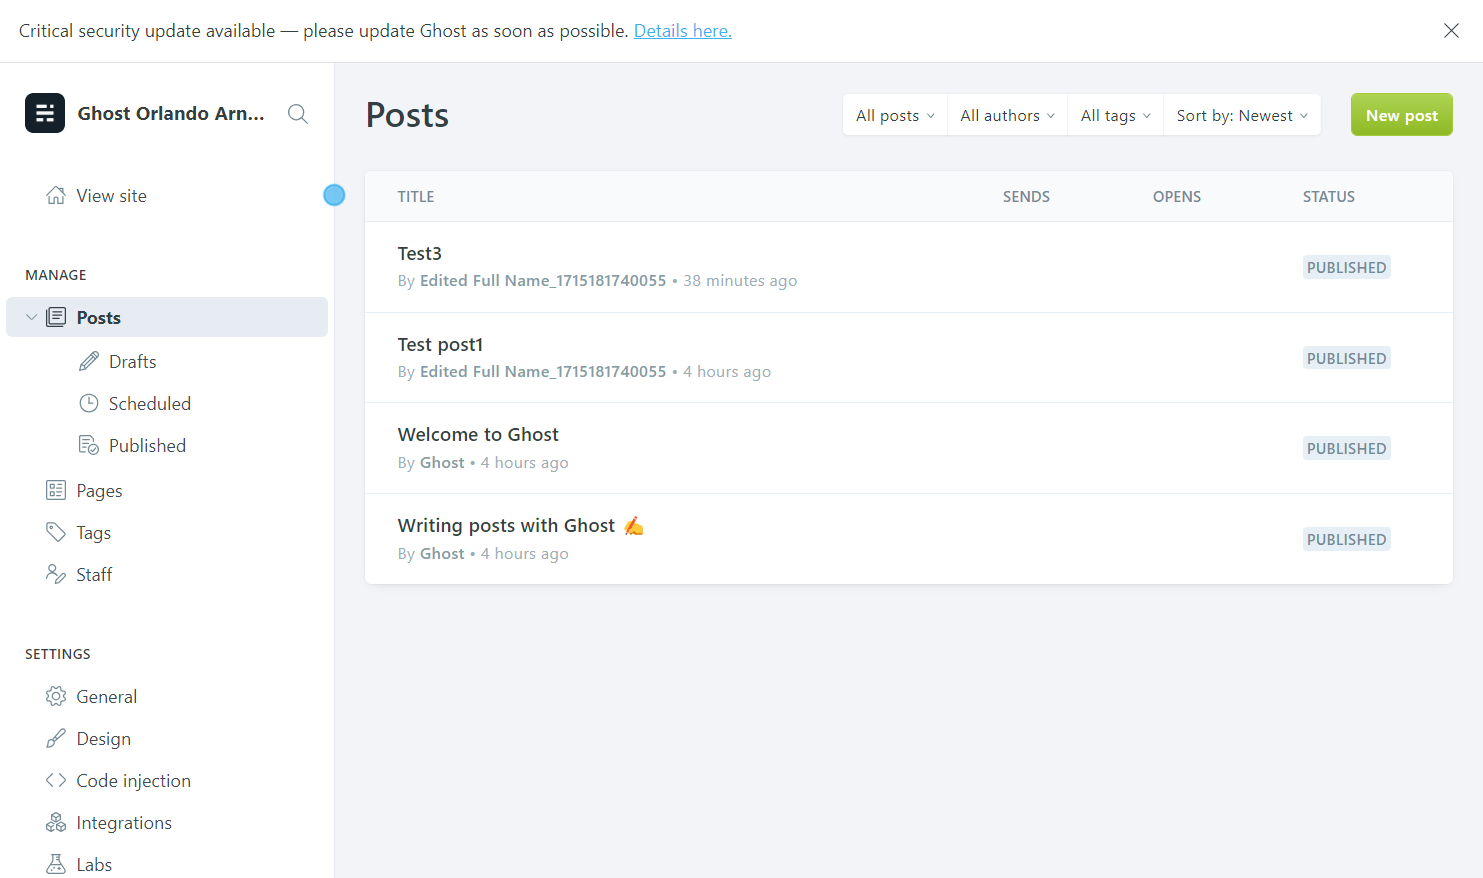 Critical security update available — please update Ghost as soon as possible. Details here.
Ghost Orlando Arn...
View site
MANAGE
Posts
Drafts
Scheduled
Published
Pages
Tags
Staff
SETTINGS
General
Design
Code injection
Integrations
Labs
Posts
All posts
All authors
All tags
Sort by: Newest
New post
TITLE SENDS OPENS STATUS
Test3
By Edited Full Name_1715181740055 • 38 minutes ago
PUBLISHED
Test post1
By Edited Full Name_1715181740055 • 4 hours ago
PUBLISHED
Welcome to Ghost
By Ghost • 4 hours ago
PUBLISHED
Writing posts with Ghost ✍️
By Ghost • 4 hours ago
PUBLISHED